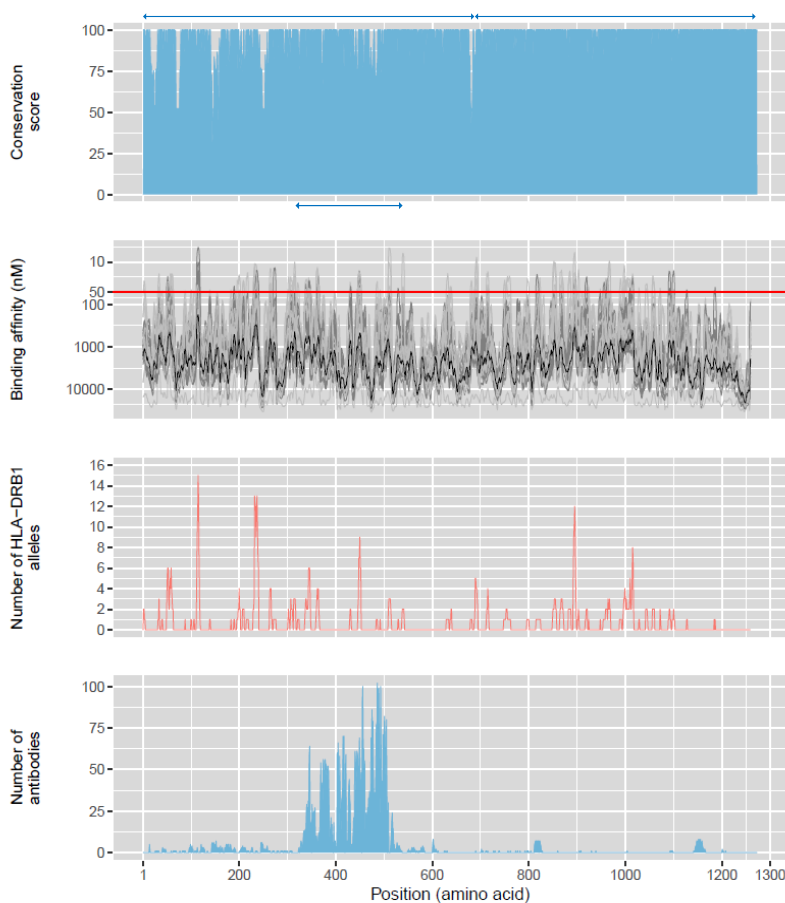 100
75
50
25
0
Conservation
score
10
50
100
1000
10000
Binding affinity (nM)
16
14
12
10
8
6
4
2
0
Number of HLA−DRB1
alleles
100
75
50
25
0
Number of
antibodies
1 200 400 600 800 1000 1200 1300
Position (amino acid)